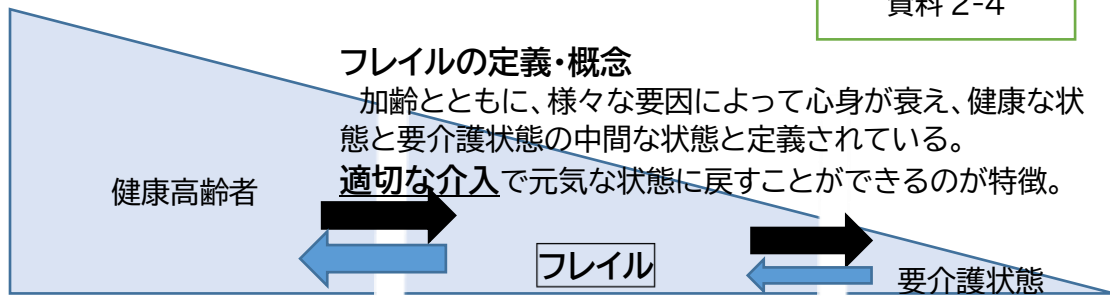 資料 2-4
フレイルの定義・概念
加齢とともに、様々な要因によって心身が衰え、健康な状
態と要介護状態の中間な状態と定義されている。
適切な介入で元気な状態に戻すことができるのが特徴。
健康高齢者
フレイル
要介護状態